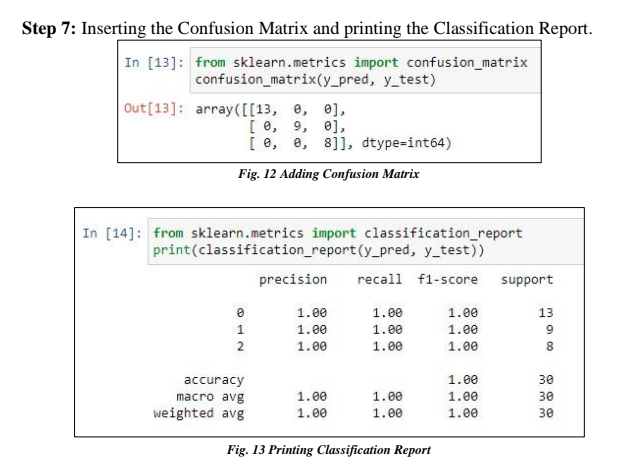 Step 7: Inserting the Confusion Matrix and printing the Classification Report.
In [13]: from sklearn.metrics import confusion_matrix
confusion_matrix(y_pred, y_test)
Out[13]: array([[13, 0, 0],
[ 0, 9, 0],
[ 0, 0, 8]], dtype=int64)
Fig. 12 Adding Confusion Matrix
In [14]: from sklearn.metrics import classification_report
print(classification_report(y_pred, y_test))
precision recall f1-score support
0 1.00 1.00 1.00 13
1 1.00 1.00 1.00 9
2 1.00 1.00 1.00 8
accuracy 1.00 30
macro avg 1.00 1.00 1.00 30
weighted avg 1.00 1.00 1.00 30
Fig. 13 Printing Classification Report